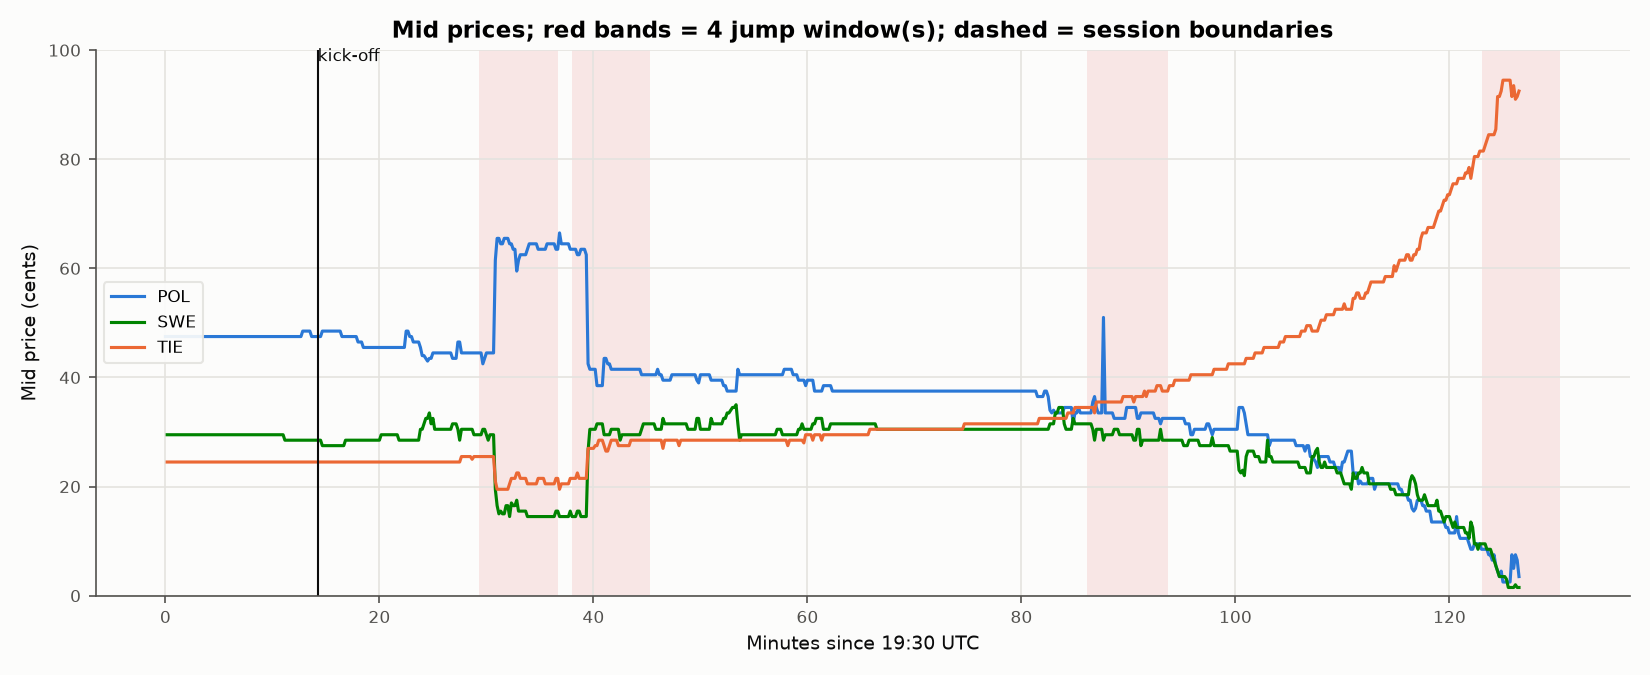 Mid prices; red bands = 4 jump window(s); dashed = session boundaries
kick-off
100
80
60
40
20
0
Mid price (cents)
POL
SWE
TIE
0 20 40 60 80 100 120
Minutes since 19:30 UTC